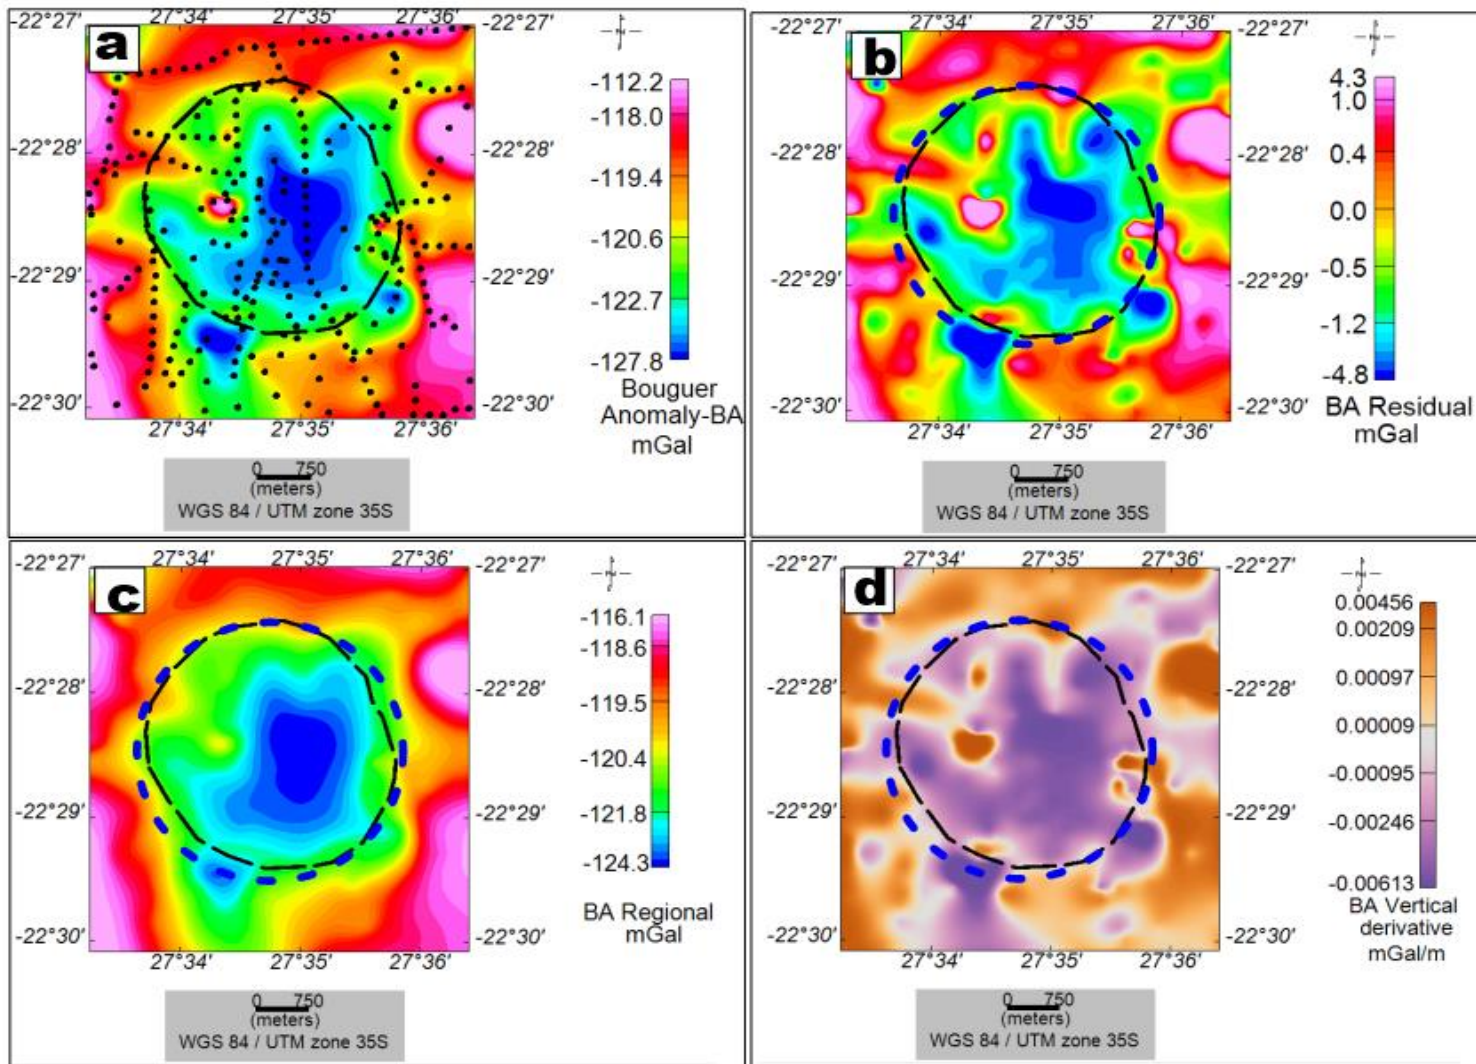 a
27°34' 27°35' 27°36'
-22°27' -22°27'
-22°28' -22°28'
-22°29' -22°29'
-22°30' -22°30'
27°34' 27°35' 27°36'
-112.2
-118.0
-119.4
-120.6
-122.7
-127.8
Bouguer
Anomaly-BA
mGal
0 750
(meters)
WGS 84 / UTM zone 35S
b
27°34' 27°35' 27°36'
-22°27' -22°27'
-22°28' -22°28'
-22°29' -22°29'
-22°30' -22°30'
27°34' 27°35' 27°36'
4.3
1.0
0.4
0.0
-0.5
-1.2
-4.8
BA Residual
mGal
0 750
(meters)
WGS 84 / UTM zone 35S
c
27°34' 27°35' 27°36'
-22°27' -22°27'
-22°28' -22°28'
-22°29' -22°29'
-22°30' -22°30'
27°34' 27°35' 27°36'
-116.1
-118.6
-119.5
-120.4
-121.8
-124.3
BA Regional
mGal
0 750
(meters)
WGS 84 / UTM zone 35S
d
27°34' 27°35' 27°36'
-22°27' -22°27'
-22°28' -22°28'
-22°29' -22°29'
-22°30' -22°30'
27°34' 27°35' 27°36'
0.00456
0.00209
0.00097
0.00009
-0.00095
-0.00246
-0.00613
BA Vertical
derivative
mGal/m
0 750
(meters)
WGS 84 / UTM zone 35S